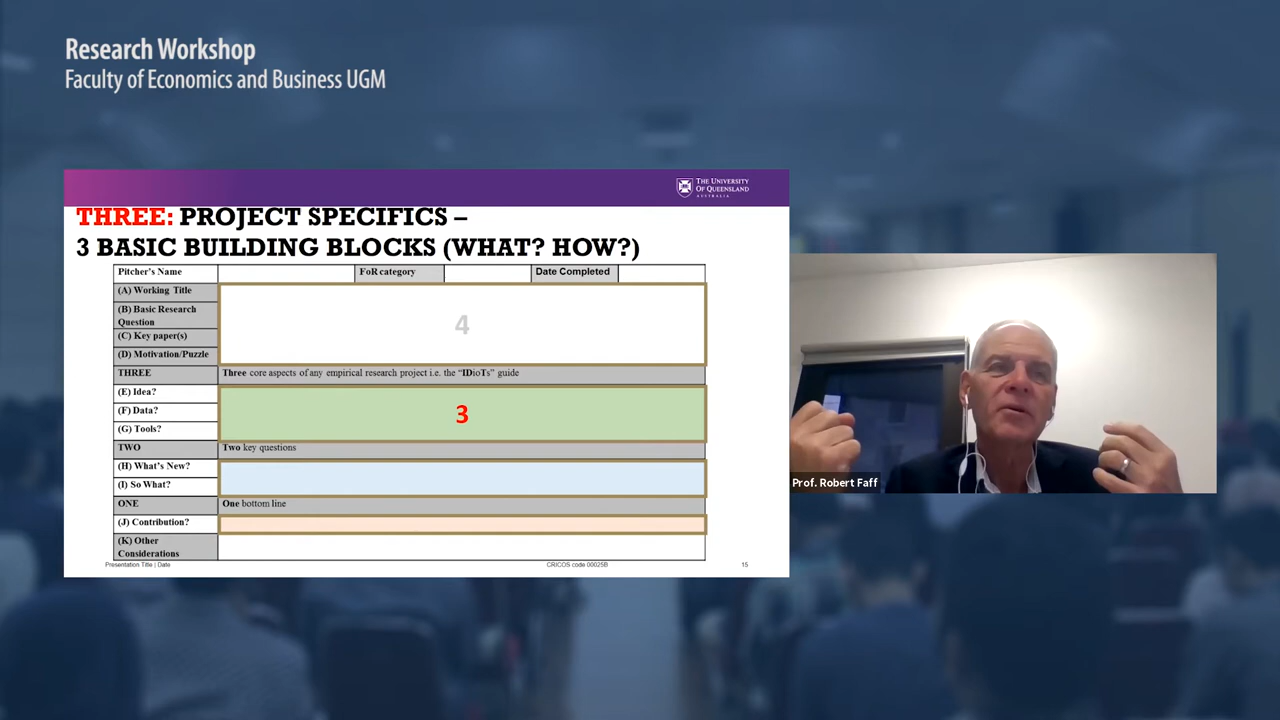 Research Workshop
Faculty of Economics and Business UGM
THE UNIVERSITY
OF QUEENSLAND
AUSTRALIA
THREE: PROJECT SPECIFICS –
3 BASIC BUILDING BLOCKS (WHAT? HOW?)
Pitcher's Name FoR category Date Completed
(A) Working Title
(B) Basic Research
Question
(C) Key paper(s)
(D) Motivation/Puzzle
4
THREE Three core aspects of any empirical research project i.e. the “IDioTs” guide
(E) Idea?
(F) Data?
(G) Tools?
3
TWO Two key questions
(H) What's New?
(I) So What?
ONE One bottom line
(J) Contribution?
(K) Other
Considerations
Presentation Title | Date CRICOS code 00025B 15
Prof. Robert Faff